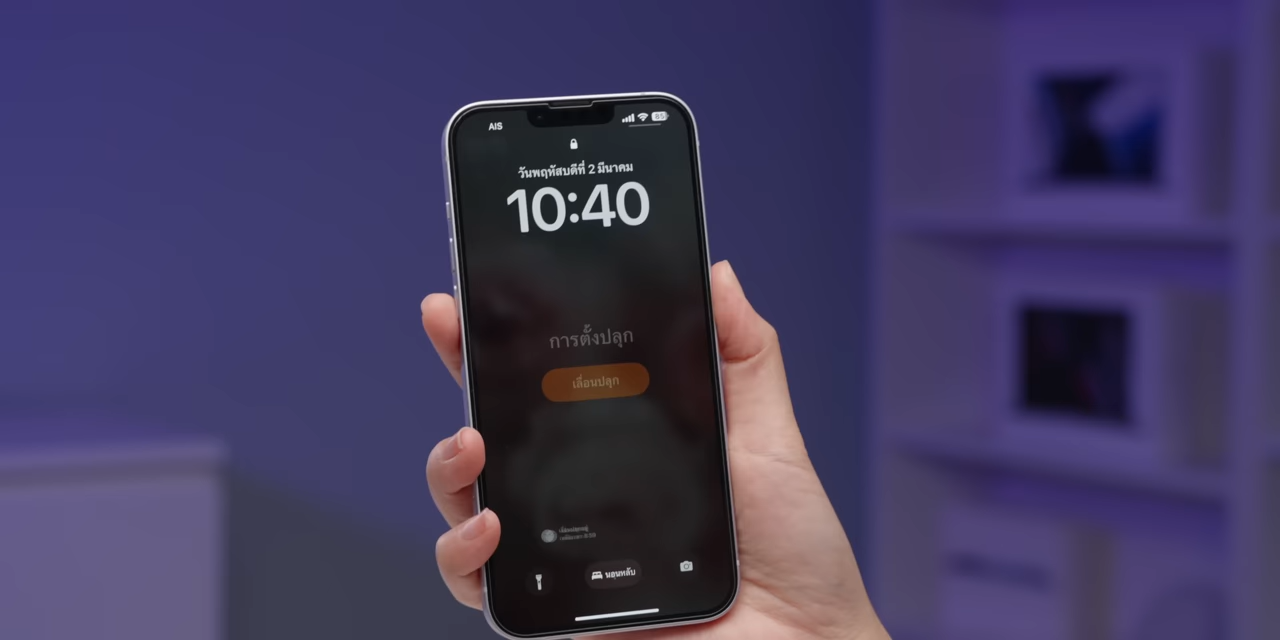 AIS
85
วันพฤหัสบดีที่ 2 มีนาคม
10:40
การตั้งปลุก
เลื่อนปลุก
นอนหลับ